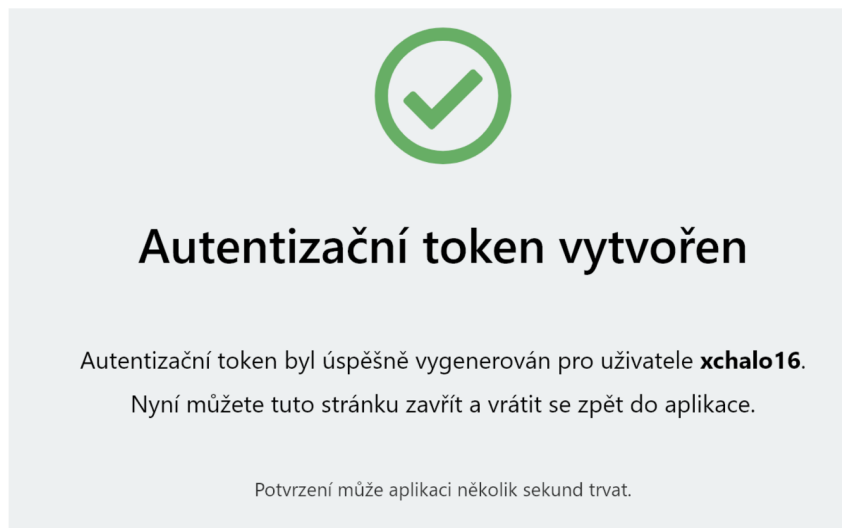 Autentizační token vytvořen
Autentizační token byl úspěšně vygenerován pro uživatele xchalo16.
Nyní můžete tuto stránku zavřít a vrátit se zpět do aplikace.
Potvrzení může aplikaci několik sekund trvat.